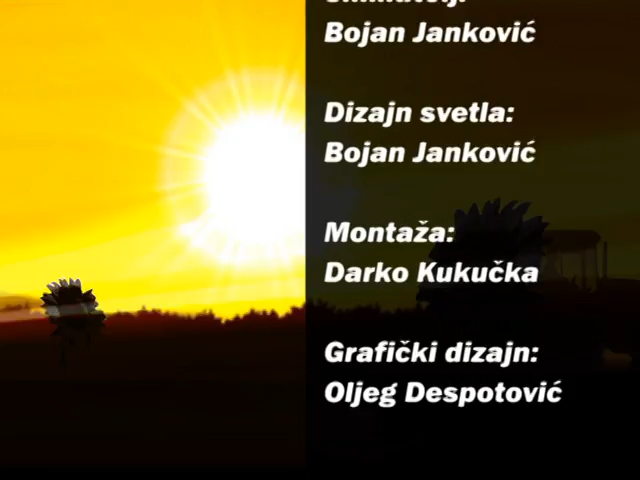 Bojan Janković
Dizajn svetla:
Bojan Janković
Montaža:
Darko Kukučka
Grafički dizajn:
Oljeg Despotović